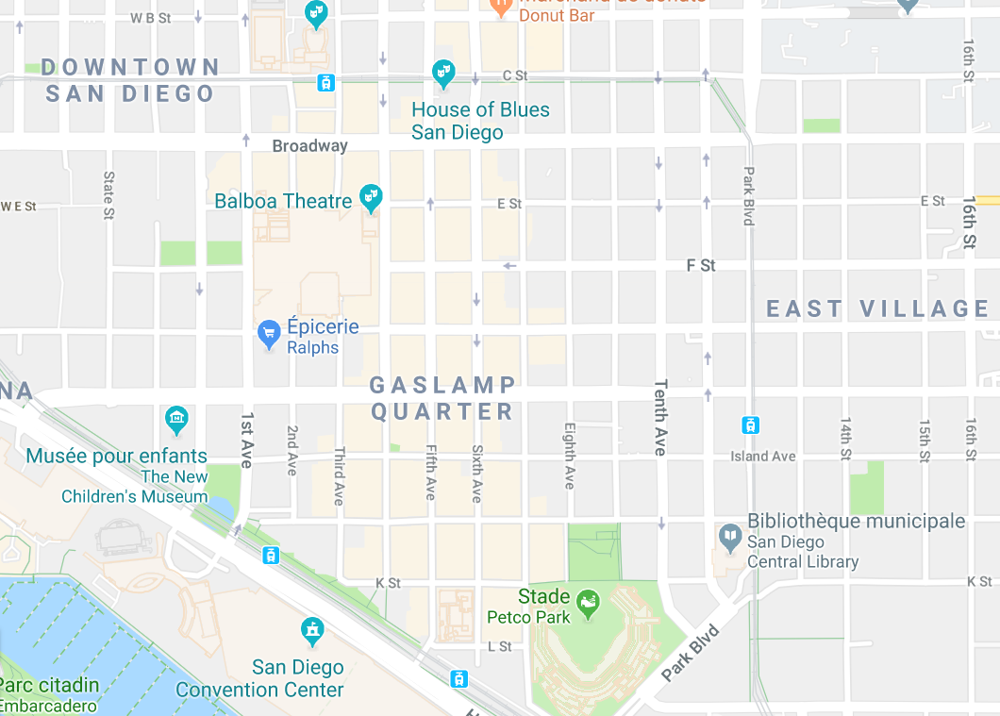 Marchand de donuts
Donut Bar
W B St
DOWNTOWN
SAN DIEGO
C St
16th St
House of Blues
San Diego
Broadway
State St
Park Blvd
Balboa Theatre
W E St
E St
E St
16th St
F St
EAST VILLAGE
Épicerie
Ralphs
NA
GASLAMP
QUARTER
1st Ave
2nd Ave
Third Ave
Fifth Ave
Sixth Ave
Eighth Ave
Tenth Ave
14th St
15th St
16th St
Musée pour enfants
The New
Children's Museum
Island Ave
Bibliothèque municipale
San Diego
Central Library
K St
K St
Stade
Petco Park
L St
Park Blvd
San Diego
Convention Center
Parc citadin
Embarcadero
H